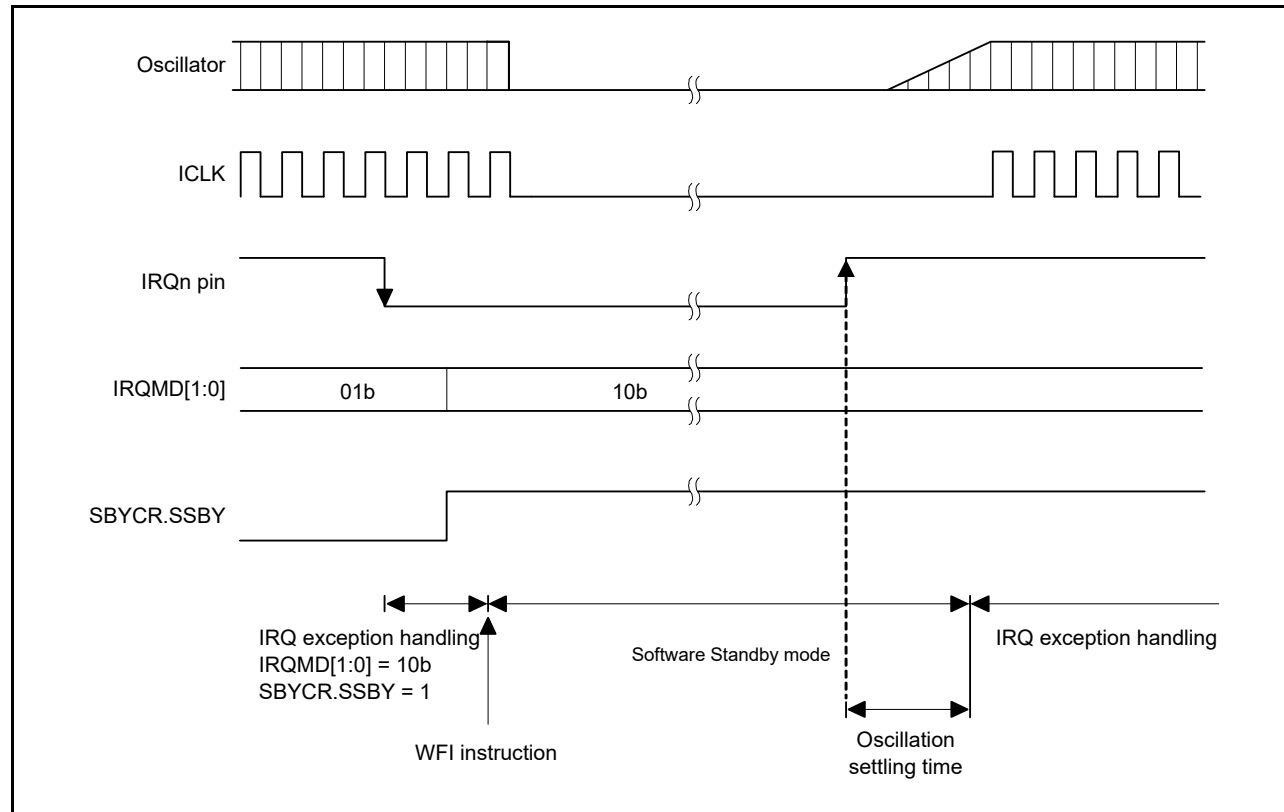 Oscillator
ICLK
IRQn pin
IRQMD[1:0]
01b
10b
SBYCR.SSBY
IRQ exception handling
IRQMD[1:0] = 10b
SBYCR.SSBY = 1
WFI instruction
Software Standby mode
IRQ exception handling
Oscillation
settling time